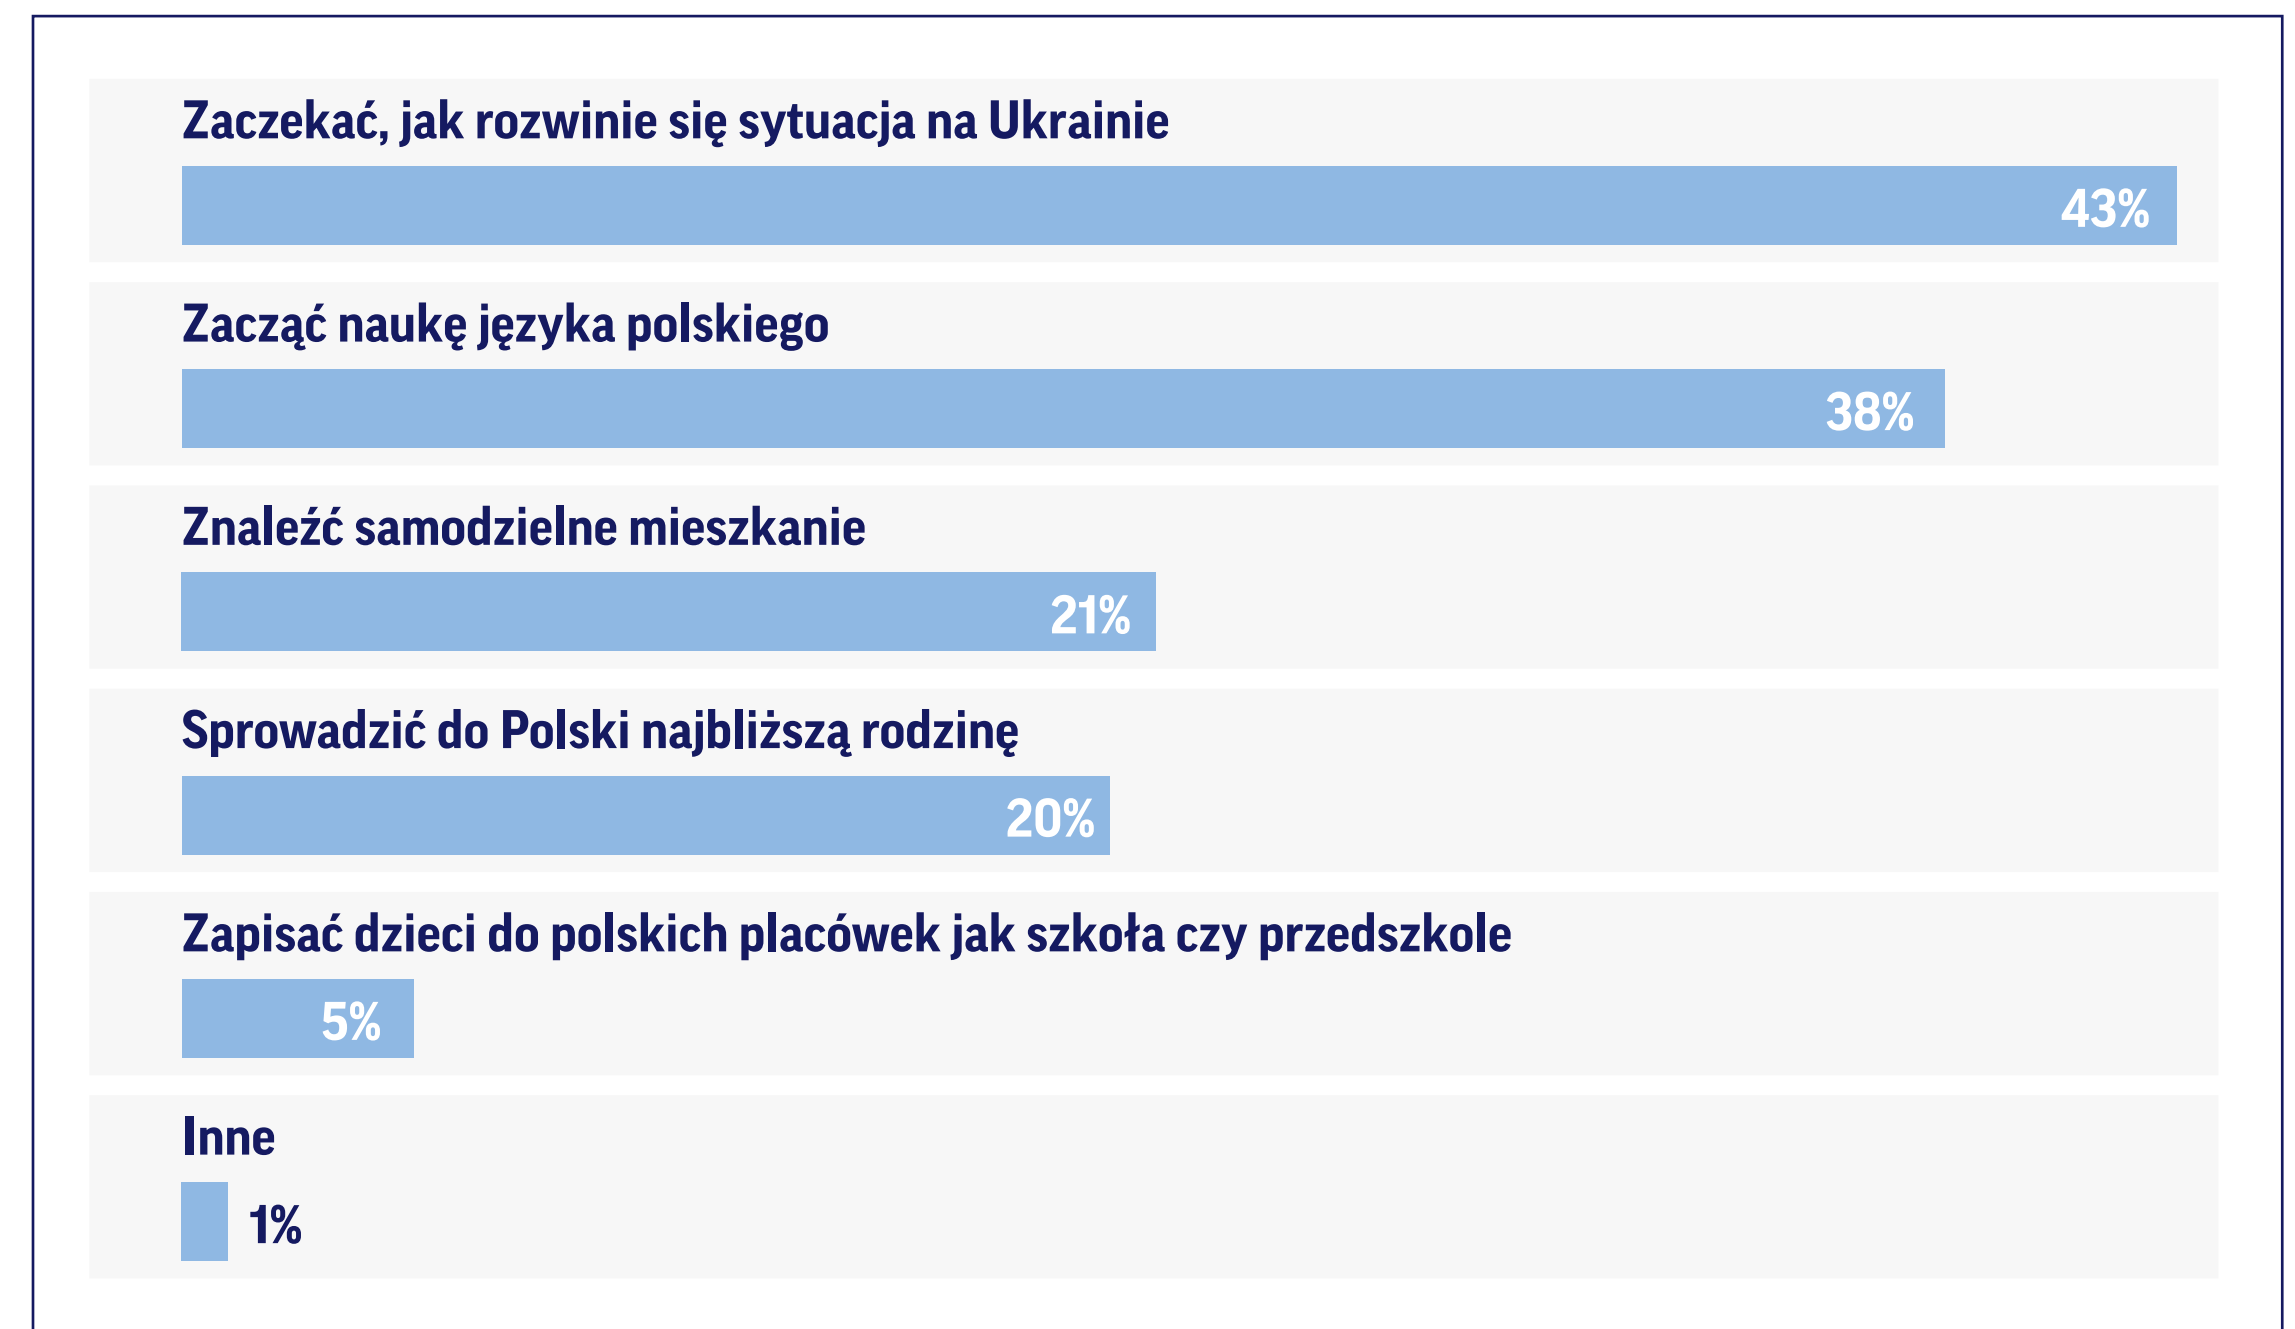 Zaczekać, jak rozwinie się sytuacja na Ukrainie
43%
Zacząć naukę języka polskiego
38%
Znaleźć samodzielne mieszkanie
21%
Sprowadzić do Polski najbliższą rodzinę
20%
Zapisać dzieci do polskich placówek jak szkoła czy przedszkole
5%
Inne
1%